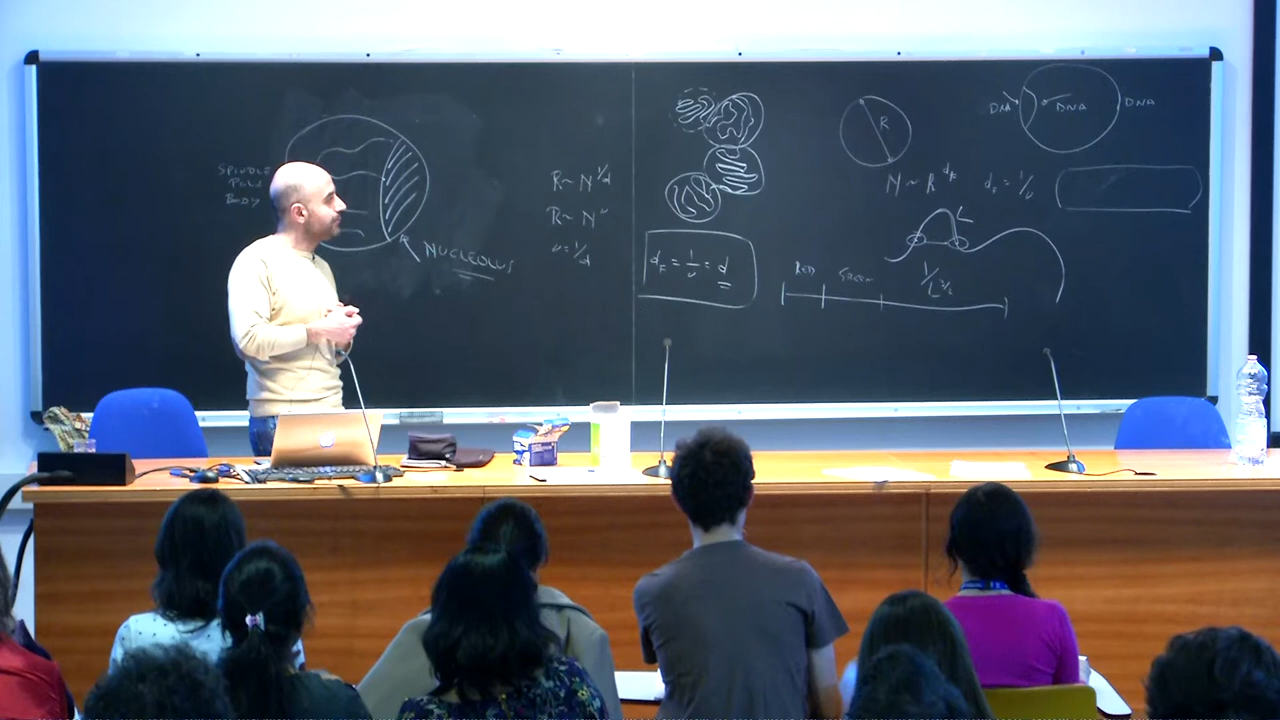 SPINDLE
POLE
BODY
NUCLEOLUS
R ~ N^1/d
R ~ N^ν
ν = 1/d
d_F = 1/ν = d
R
N ~ R^d_F d_F = 1/ν
DNA DNA DNA
L
1/L^3/2
RED GREEN